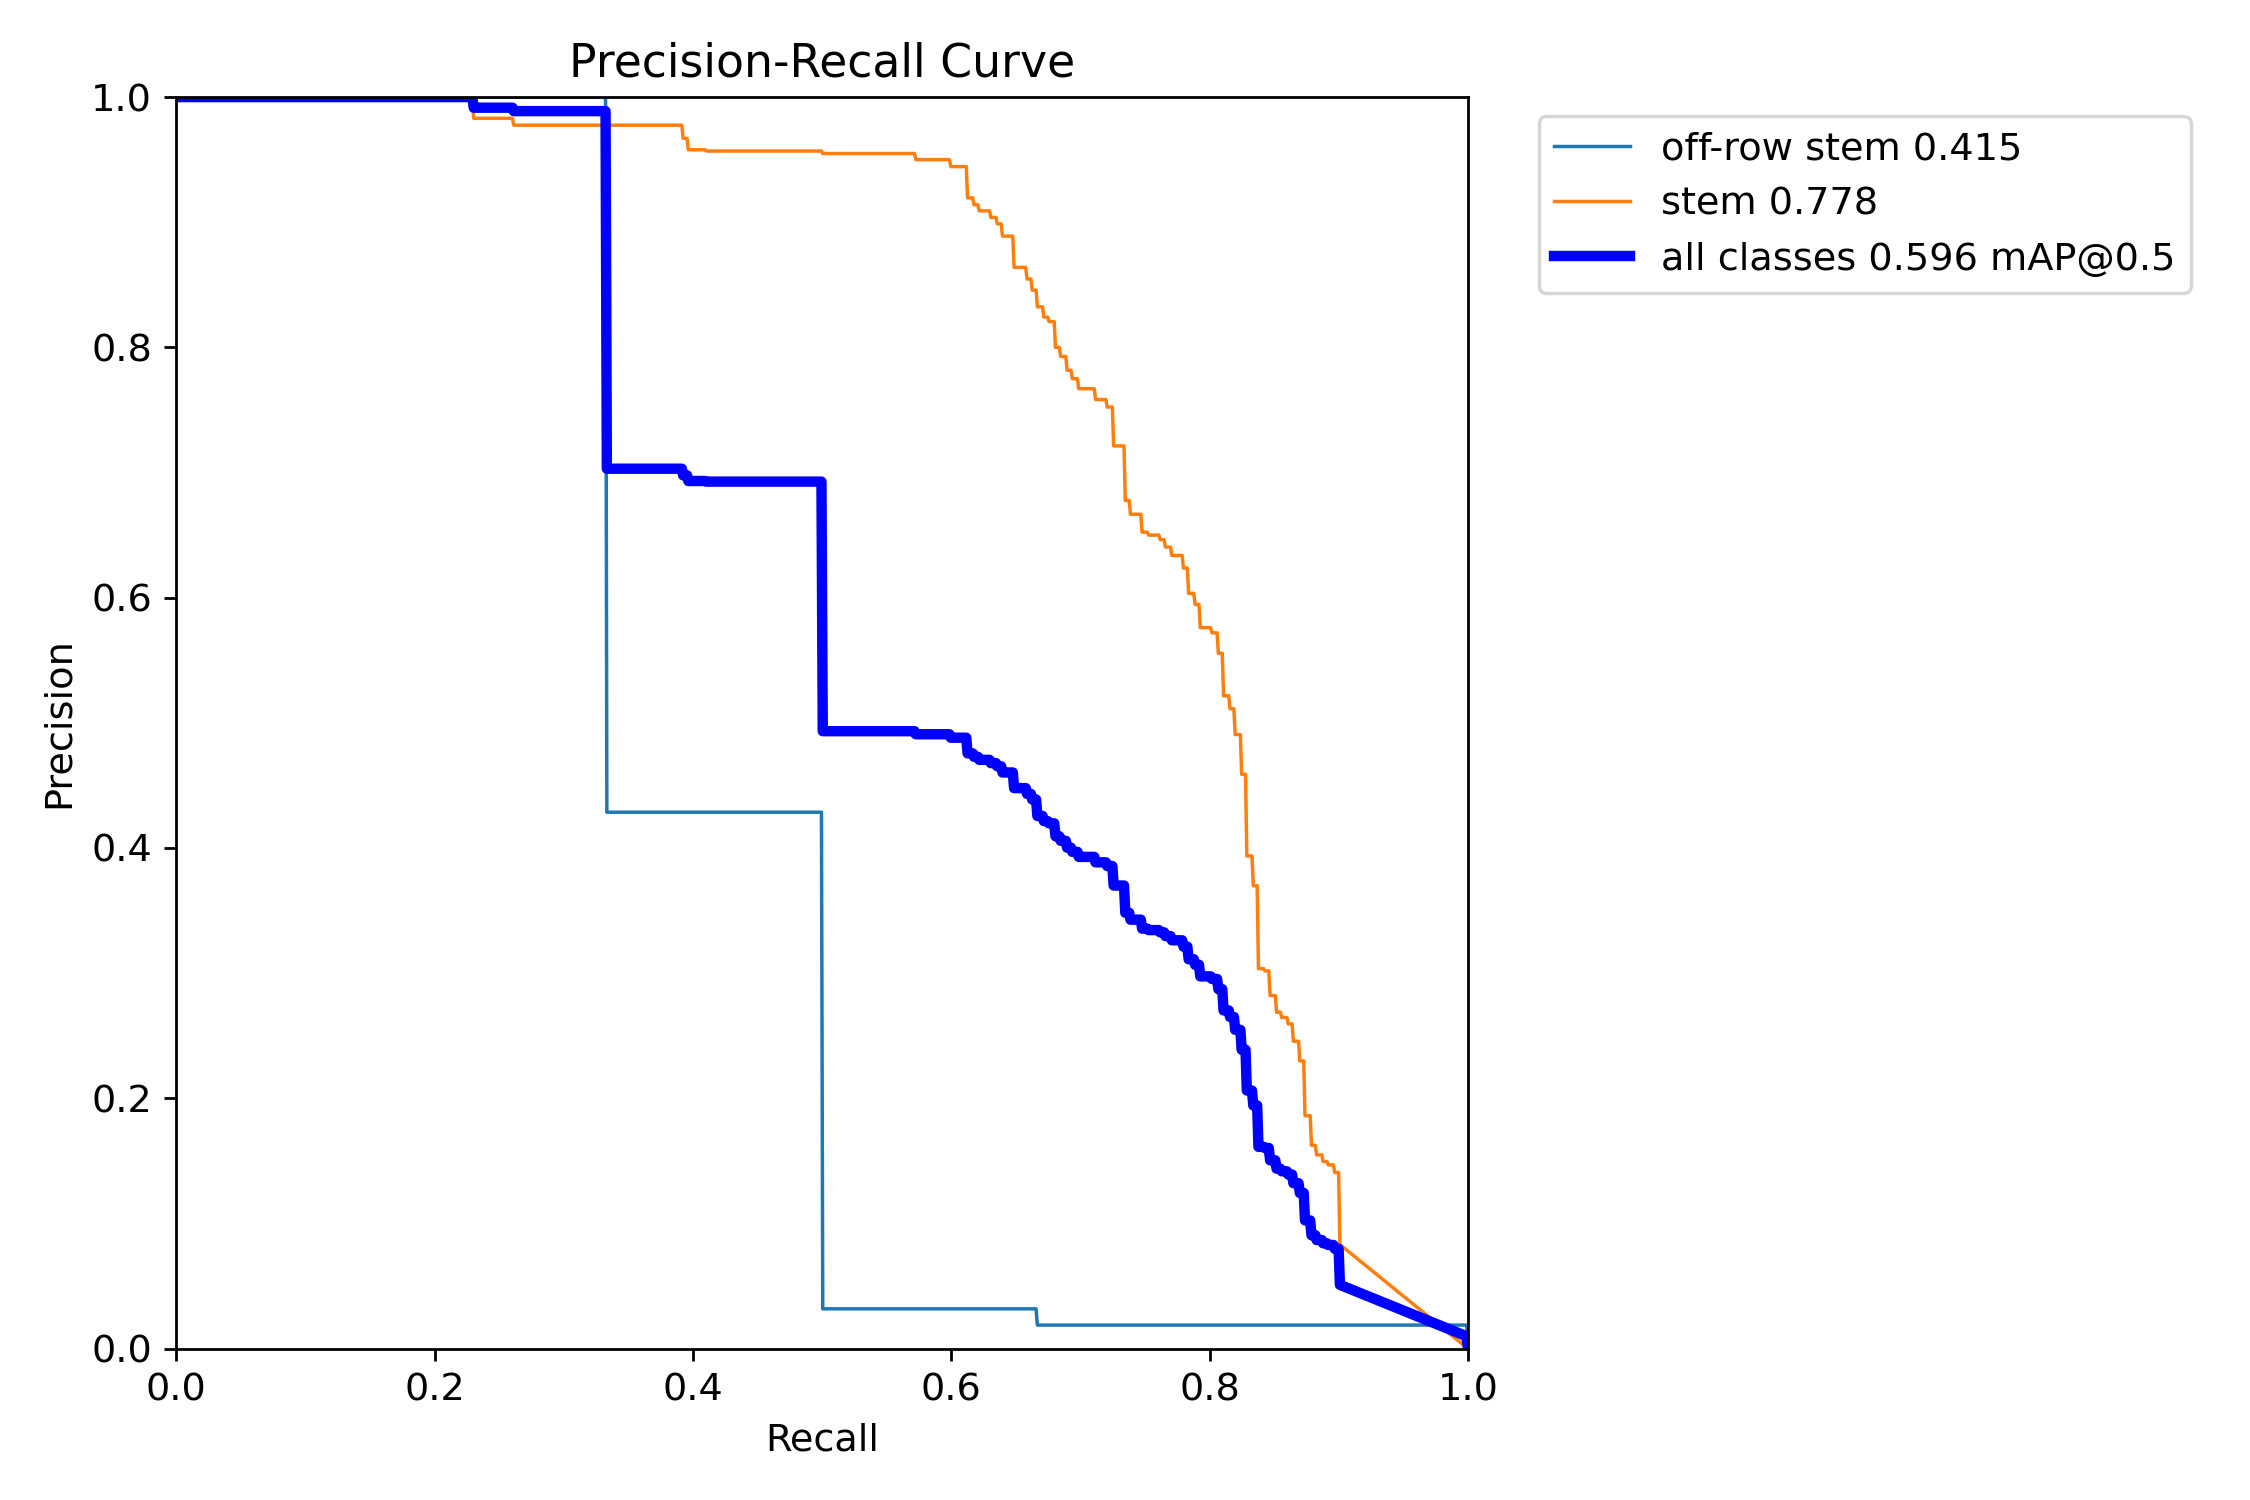 Precision-Recall Curve
1.0
0.8
0.6
0.4
0.2
0.0
Precision
0.0 0.2 0.4 0.6 0.8 1.0
Recall
off-row stem 0.415
stem 0.778
all classes 0.596 mAP@0.5